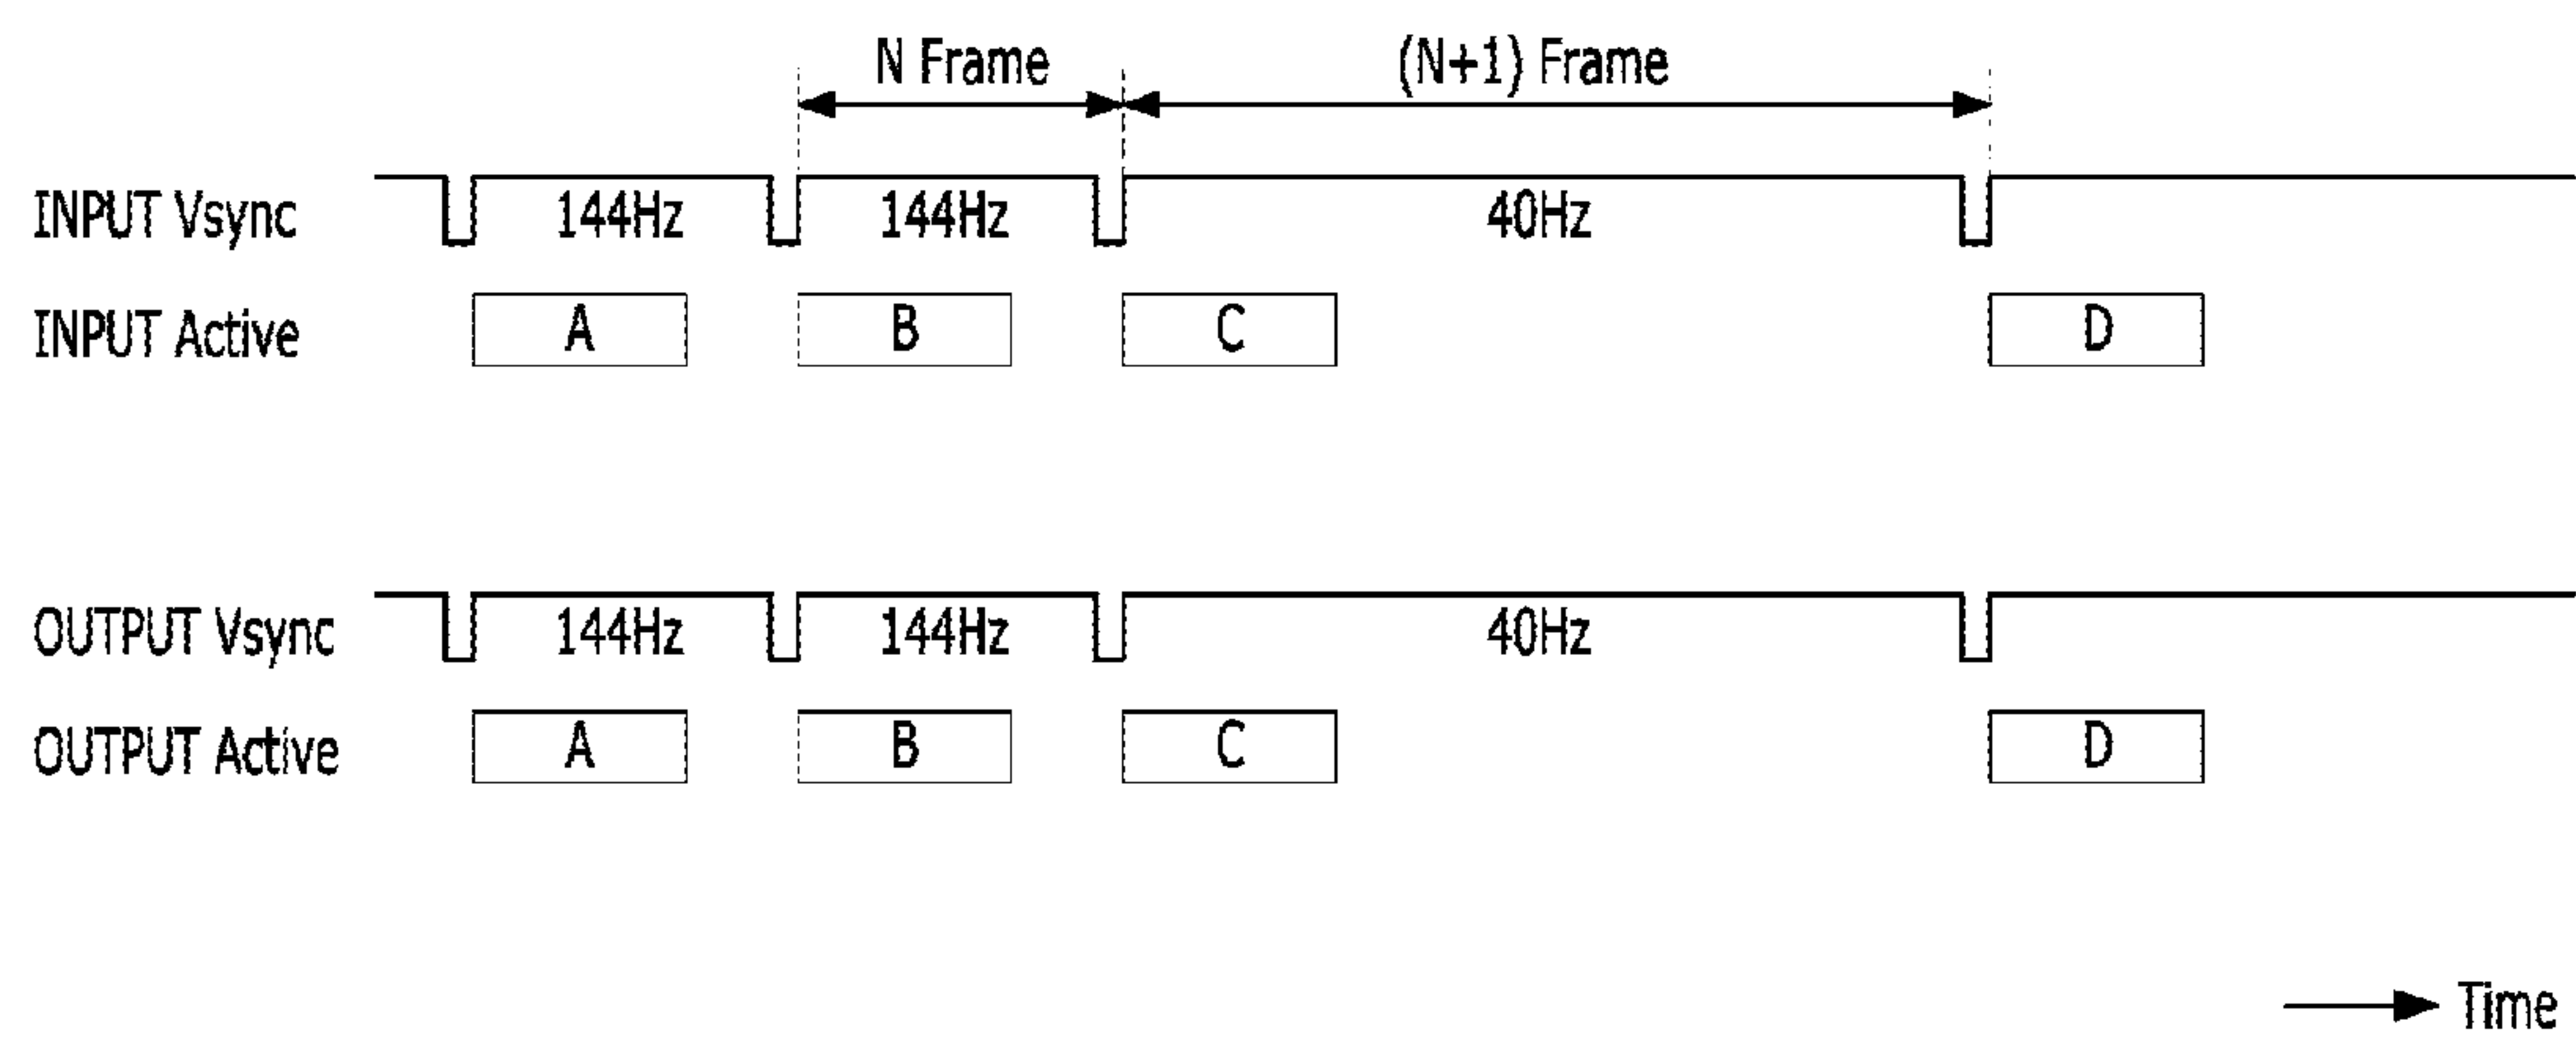 N Frame (N+1) Frame
INPUT Vsync 144Hz 144Hz 40Hz
INPUT Active A B C D
OUTPUT Vsync 144Hz 144Hz 40Hz
OUTPUT Active A B C D
Time